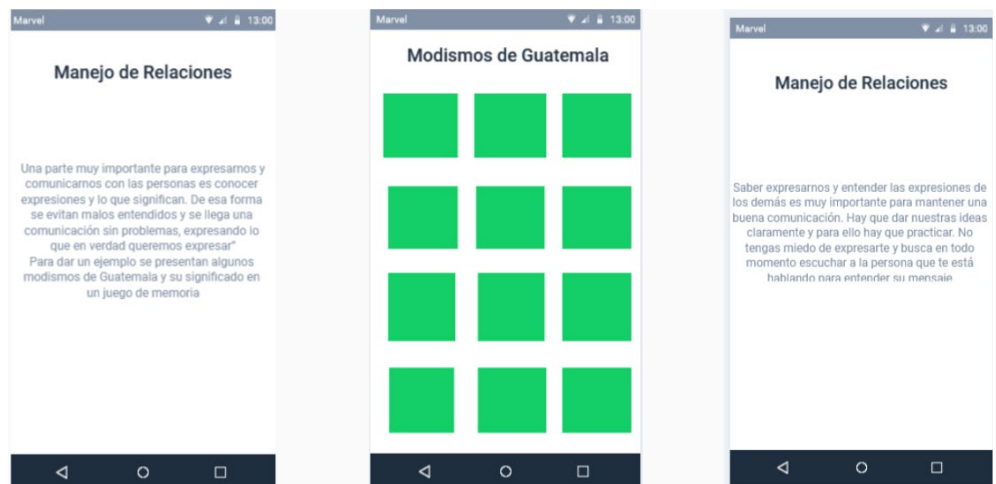 Marvel 13:00
Manejo de Relaciones
Una parte muy importante para expresarnos y
comunicarnos con las personas es conocer
expresiones y lo que significan. De esa forma
se evitan malos entendidos y se llega una
comunicación sin problemas, expresando lo
que en verdad queremos expresar"
Para dar un ejemplo se presentan algunos
modismos de Guatemala y su significado en
un juego de memoria
Marvel 13:00
Modismos de Guatemala
Marvel 13:00
Manejo de Relaciones
Saber expresarnos y entender las expresiones de
los demás es muy importante para mantener una
buena comunicación. Hay que dar nuestras ideas
claramente y para ello hay que practicar. No
tengas miedo de expresarte y busca en todo
momento escuchar a la persona que te está
hablando para entender su mensaje